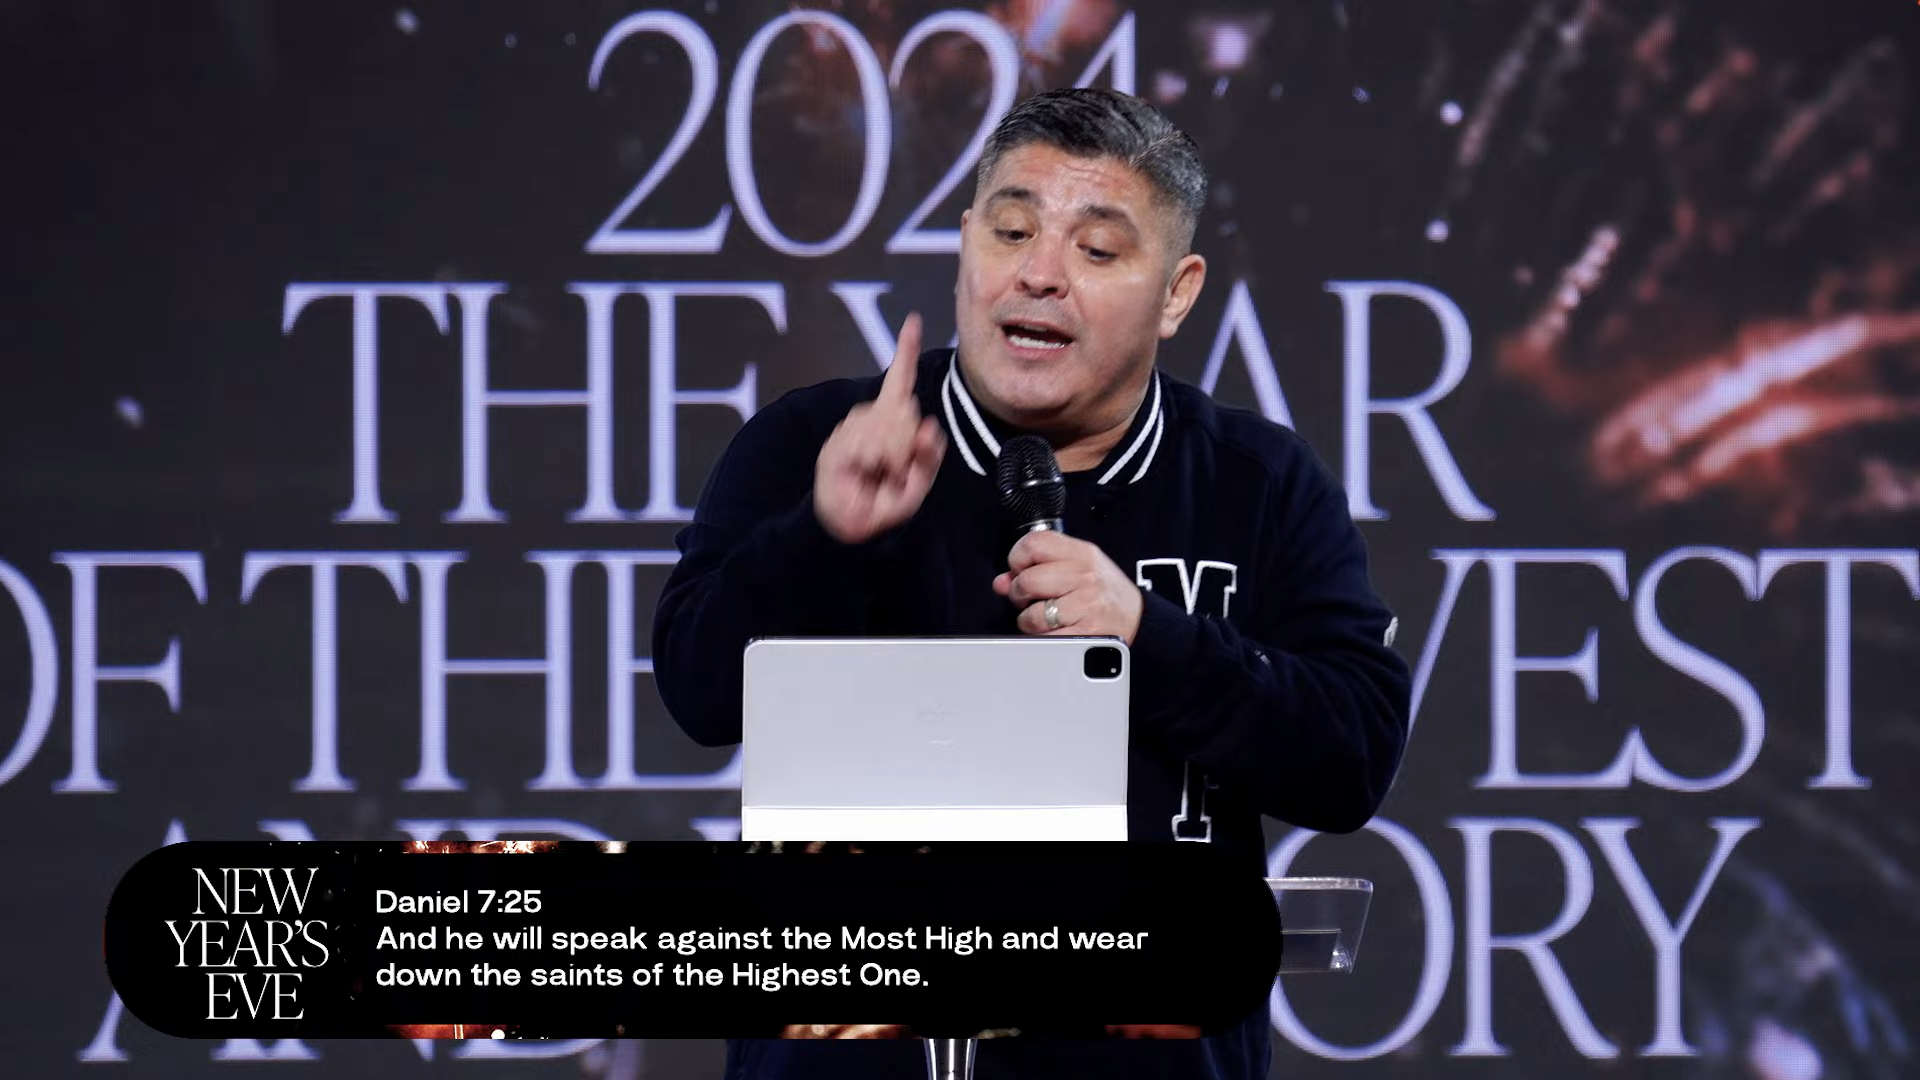 2024
THE YEAR
OF THE VEST
AND ORY
M
NEW
YEAR'S
EVE
Daniel 7:25
And he will speak against the Most High and wear
down the saints of the Highest One.